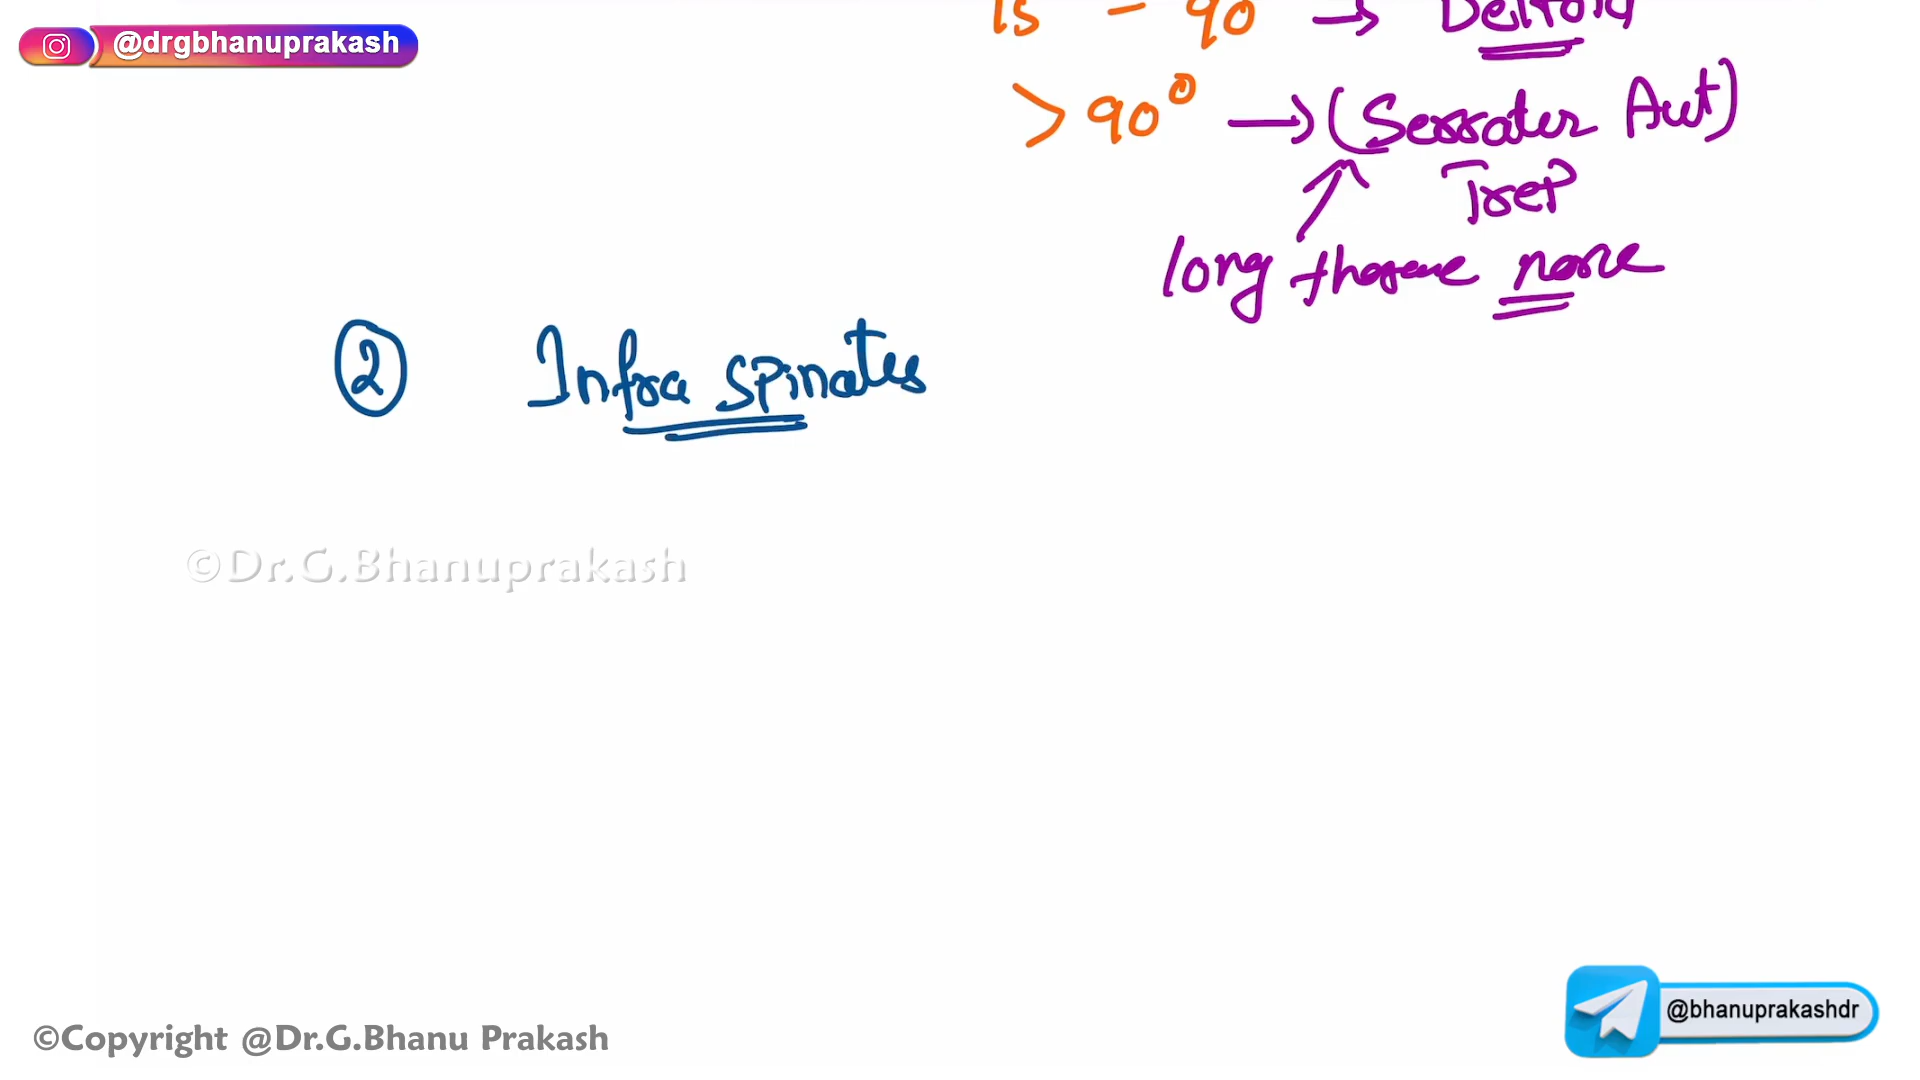 @drgbhanuprakash
15 - 90 → Deltoid
> 90° → (Serratus Ant)
Trap
long thoracic nerve
② Infra spinatus
©Dr.G.Bhanuprakash
©Copyright @Dr.G.Bhanu Prakash
@bhanuprakashdr